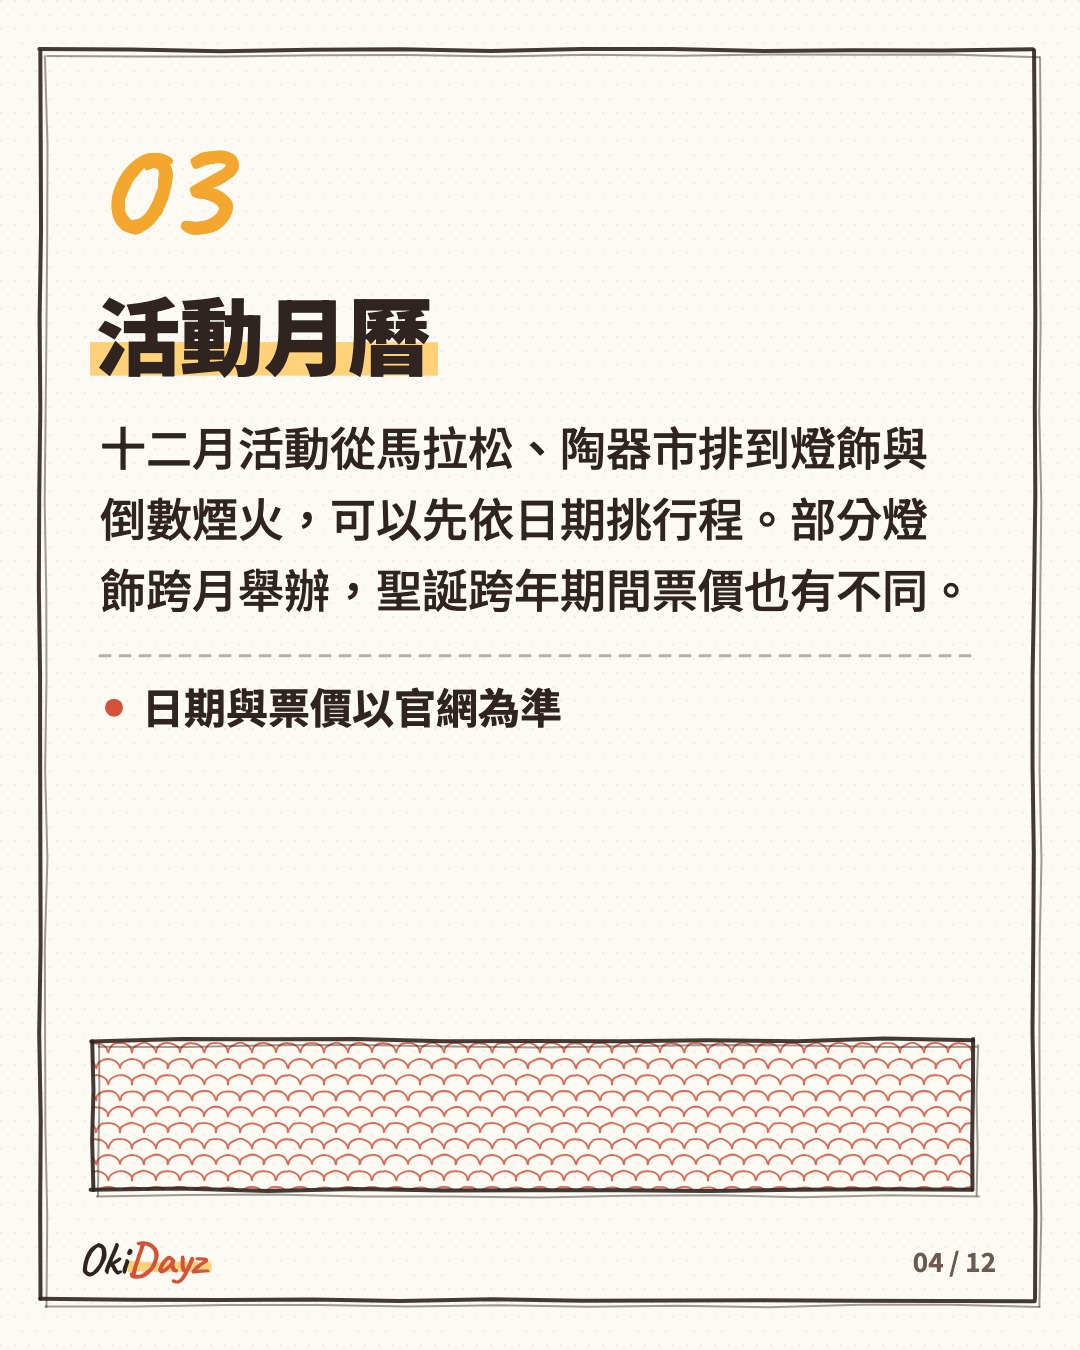 03
活動月曆
十二月活動從馬拉松、陶器市排到燈飾與
倒數煙火，可以先依日期挑行程。部分燈
飾跨月舉辦，聖誕跨年期間票價也有不同。
日期與票價以官網為準
OkiDayz
04 / 12